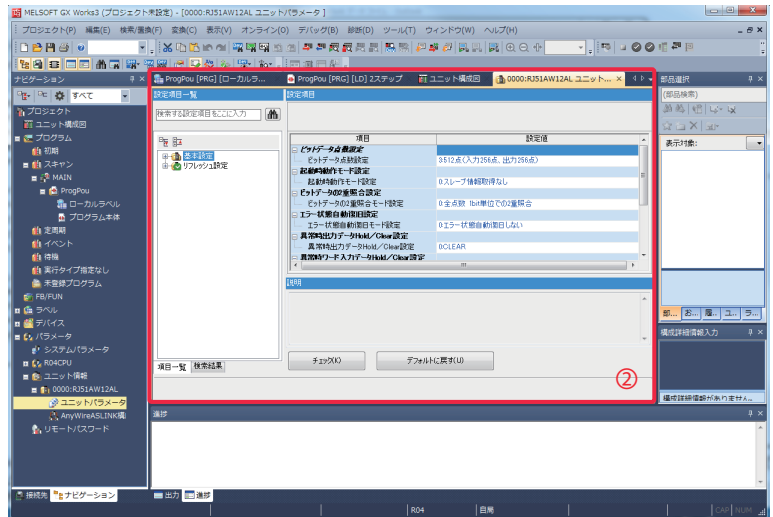 MELSOFT GX Works3 (プロジェクト未設定) - [0000:RJ51AW12AL ユニットパラメータ ]
プロジェクト(P) 編集(E) 検索/置換(F) 変換(C) 表示(V) オンライン(O) デバッグ(B) 診断(D) ツール(T) ウィンドウ(W) ヘルプ(H)
ナビゲーション
すべて
プロジェクト
ユニット構成図
プログラム
初期
スキャン
MAIN
ProgPou
ローカルラベル
プログラム本体
定周期
イベント
待機
実行タイプ指定なし
未登録プログラム
FB/FUN
ラベル
デバイス
パラメータ
システムパラメータ
R04CPU
ユニット情報
0000:RJ51AW12AL
ユニットパラメータ
AnyWireASLINK構
リモートパスワード
接続先 ナビゲーション
ProgPou [PRG] [ローカルラ... ProgPou [PRG] [LD] 2ステップ ユニット構成図 0000:RJ51AW12AL ユニット...
設定項目一覧
検索する設定項目をここに入力
基本設定
リフレッシュ設定
項目一覧 検索結果
設定項目
項目 設定値
ビットデータ点数設定
ビットデータ点数設定 3:512点(入力256点、出力256点)
起動時動作モード設定
起動時動作モード設定 0:スレーブ情報取得なし
ビットデータの2重照合設定
ビットデータの2重照合モード設定 0:全点数 1bit単位での2重照合
エラー状態自動復旧設定
エラー状態自動復旧モード設定 0:エラー状態自動復旧しない
異常時出力データHold/Clear設定
異常時出力データHold/Clear設定 0:CLEAR
異常時ワード入力データHold/Clear設定
説明
チェック(K) デフォルトに戻す(U)
②
進捗
出力 進捗
部品選択
(部品検索)
表示対象:
部... お... 履... ユ... ラ...
構成詳細情報入力
構成詳細情報がありません。
R04 自局 CAP NUM